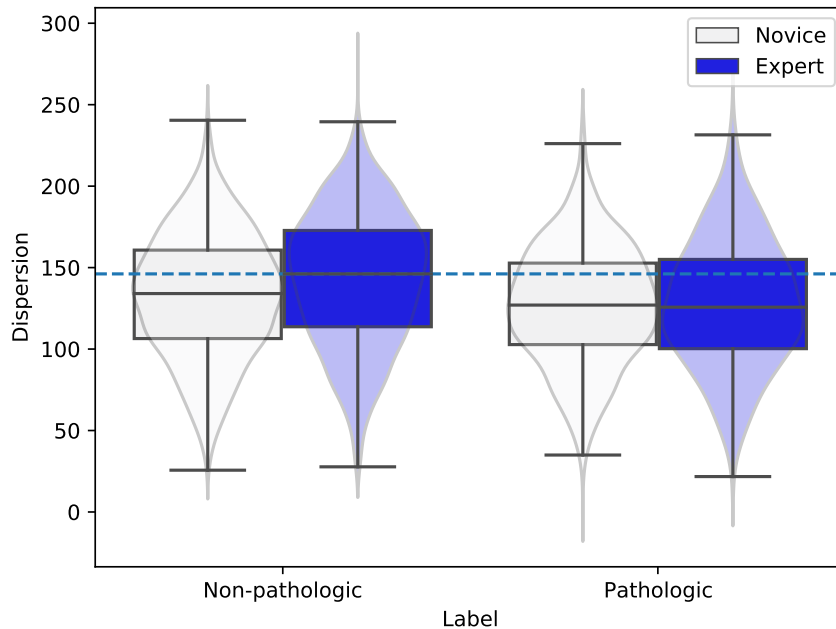 300
250
200
150
100
50
0
Dispersion
Novice
Expert
Non-pathologic
Pathologic
Label